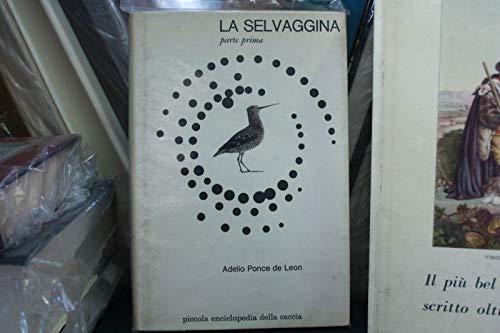 LA SELVAGGINA
parte prima
Adelio Ponce de Leon
piccola enciclopedia della caccia
Il più bel
scritto olt